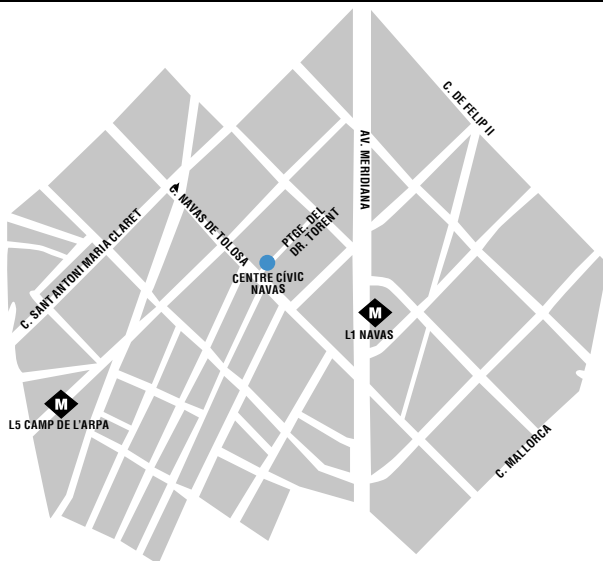 C. DE FELIP II
AV. MERIDIANA
C. NAVAS DE TOLOSA
PTGE. DEL
DR. TORENT
C. SANT ANTONI MARIA CLARET
CENTRE CÍVIC
NAVAS
M
L1 NAVAS
M
L5 CAMP DE L'ARPA
C. MALLORCA